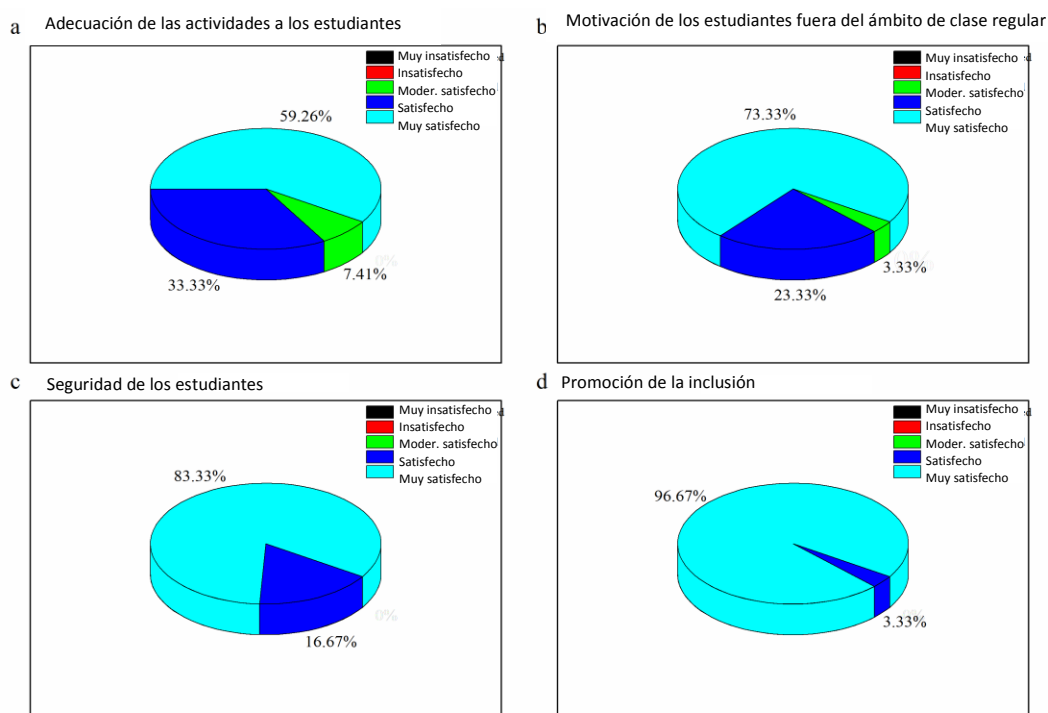 a Adecuación de las actividades a los estudiantes
Muy insatisfecho
Insatisfecho
Moder. satisfecho
Satisfecho
Muy satisfecho
59.26%
33.33%
7.41%
0%
b Motivación de los estudiantes fuera del ámbito de clase regular
Muy insatisfecho
Insatisfecho
Moder. satisfecho
Satisfecho
Muy satisfecho
73.33%
3.33%
23.33%
c Seguridad de los estudiantes
Muy insatisfecho
Insatisfecho
Moder. satisfecho
Satisfecho
Muy satisfecho
83.33%
0%
16.67%
d Promoción de la inclusión
Muy insatisfecho
Insatisfecho
Moder. satisfecho
Satisfecho
Muy satisfecho
96.67%
3.33%